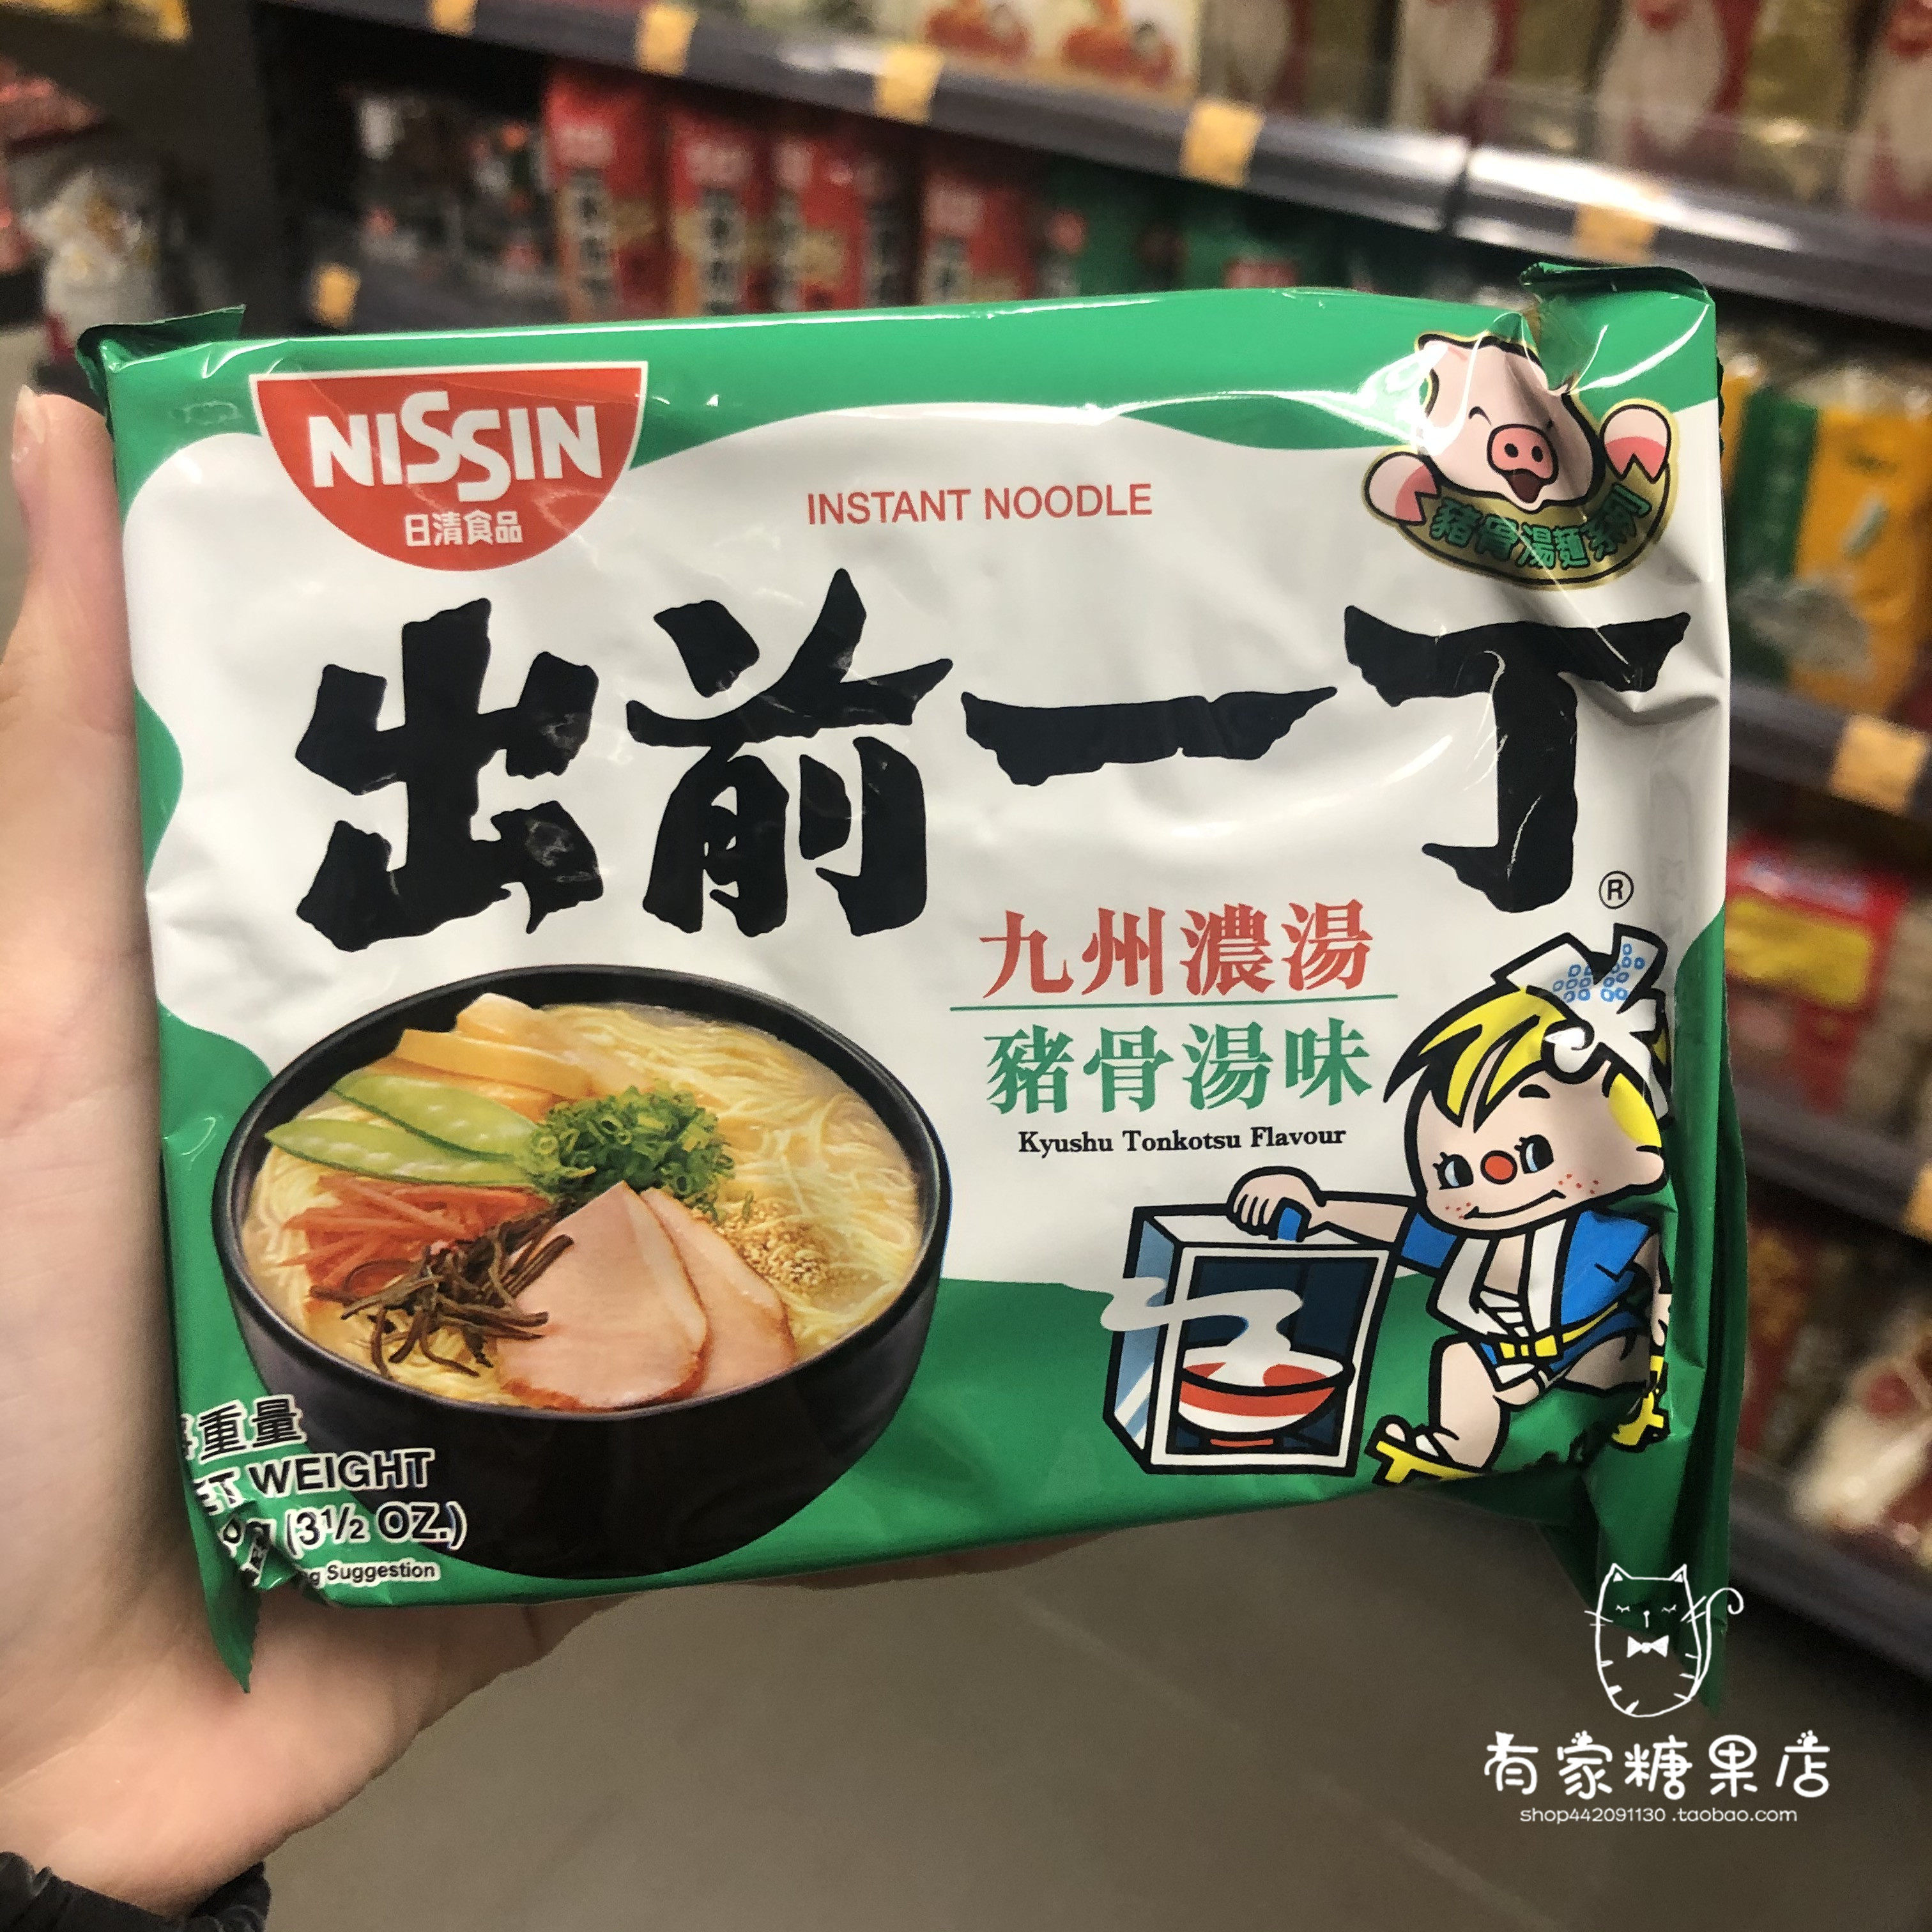 NISSIN
日清食品
INSTANT NOODLE
豬骨湯麵系列
出前一丁
®
九州濃湯
豬骨湯味
Kyushu Tonkotsu Flavour
重量
WEIGHT
(3½ OZ.)
Suggestion
有家糖果店
shop442091130.taobao.com